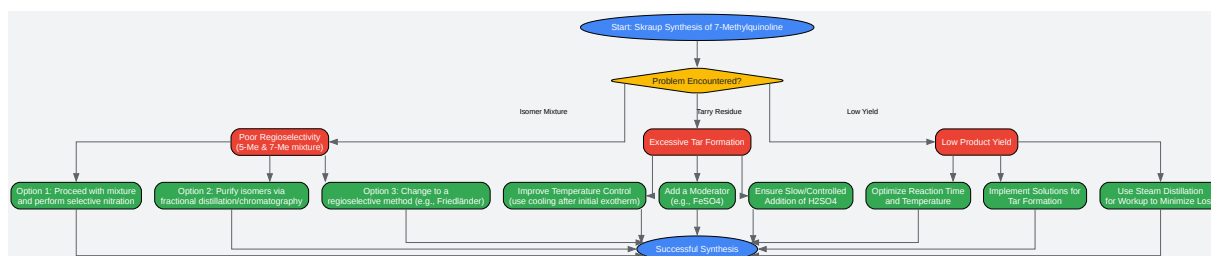 Start: Skraup Synthesis of 7-Methylquinoline
Problem Encountered?
Isomer Mixture
Tarry Residue
Low Yield
Poor Regioselectivity
(5-Me & 7-Me mixture)
Excessive Tar Formation
Low Product Yield
Option 1: Proceed with mixture
and perform selective nitration
Option 2: Purify isomers via
fractional distillation/chromatography
Option 3: Change to a
regioselective method (e.g., Friedländer)
Improve Temperature Control
(use cooling after initial exotherm)
Add a Moderator
(e.g., FeSO4)
Ensure Slow/Controlled
Addition of H2SO4
Optimize Reaction Time
and Temperature
Implement Solutions for
Tar Formation
Use Steam Distillation
for Workup to Minimize Loss
Successful Synthesis